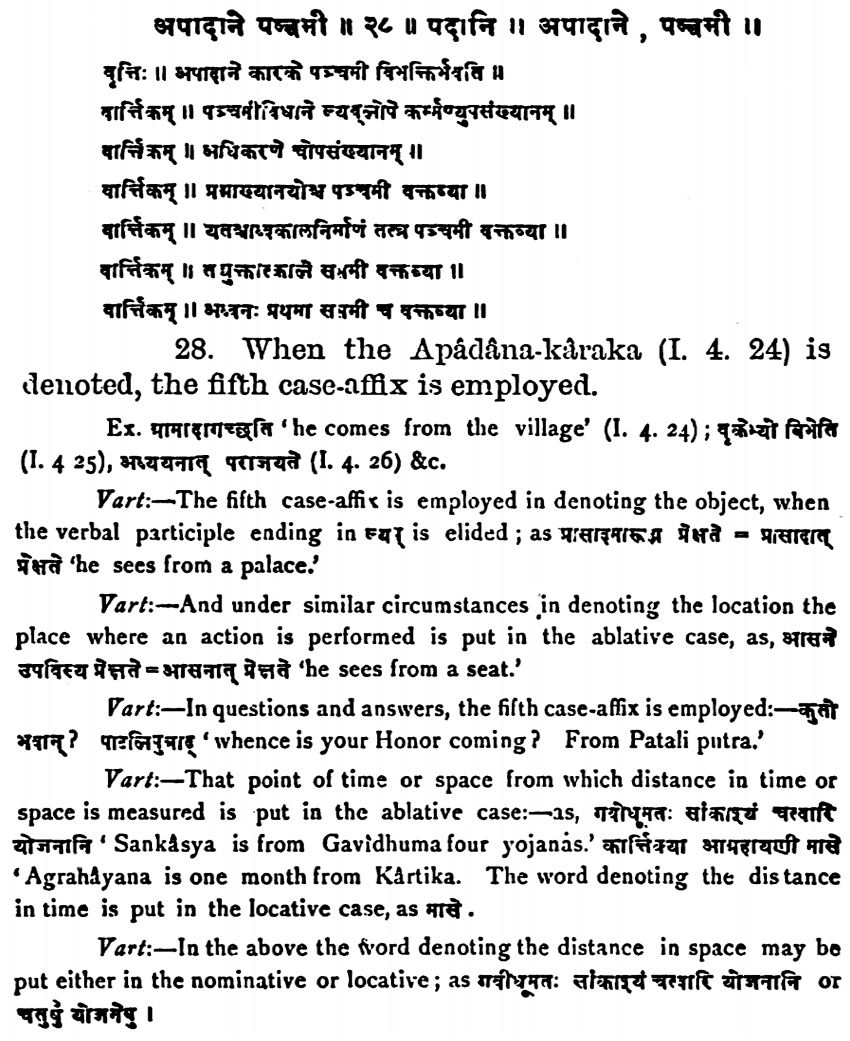 अपादाने पञ्चमी ॥ २८ ॥ पदानि ॥ अपादाने , पञ्चमी ॥
वृत्तिः ॥ अपादाने कारके पञ्चमी विभक्तिर्भवति ॥
वार्त्तिकम् ॥ पञ्चमीविधाने ल्यब्लोपे कर्म्मण्युपसंख्यानम् ॥
वार्त्तिकम् ॥ अधिकरणे चोपसंख्यानम् ॥
वार्त्तिकम् ॥ प्रश्नाख्यानयोश्च पञ्चमी वक्तव्या ॥
वार्त्तिकम् ॥ यतश्चाध्वकालनिर्माणं तत्र पञ्चमी वक्तव्या ॥
वार्त्तिकम् ॥ तद्युक्तात्काले सप्तमी वक्तव्या ॥
वार्त्तिकम् ॥ अध्वनः प्रथमा सप्तमी च वक्तव्या ॥
28. When the Apâdâna-kâraka (I. 4. 24) is
denoted, the fifth case-affix is employed.
Ex. ग्रामादागच्छति ‘he comes from the village’ (I. 4. 24) ; वृकेभ्यो बिभेति
(I. 4 25), अध्ययनात् पराजयते (I. 4. 26) &c.
Vart:—The fifth case-affix is employed in denoting the object, when
the verbal participle ending in ल्यप् is elided ; as प्रासादमारुह्य प्रेक्षते = प्रासादात्
प्रेक्षते ‘he sees from a palace.’
Vart:—And under similar circumstances in denoting the location the
place where an action is performed is put in the ablative case, as, आसने
उपविश्य प्रेक्षते=आसनात् प्रेक्षते ‘he sees from a seat.’
Vart:—In questions and answers, the fifth case-affix is employed:—कुतो
भवान् ? पाटलिपुत्राद् ‘whence is your Honor coming ? From Patali putra.’
Vart:—That point of time or space from which distance in time or
space is measured is put in the ablative case:—as, गवीधूमतः सांकाश्यं चत्वारि
योजनानि ‘Sankâsya is from Gavîdhuma four yojanas.’ कार्त्तिक्या आग्रहायणी मासे
‘Agrahâyana is one month from Kârtika. The word denoting the distance
in time is put in the locative case, as मासे .
Vart:—In the above the word denoting the distance in space may be
put either in the nominative or locative ; as गवीधूमतः सांकाश्यं चत्वारि योजनानि or
चतुर्षु योजनेषु ।